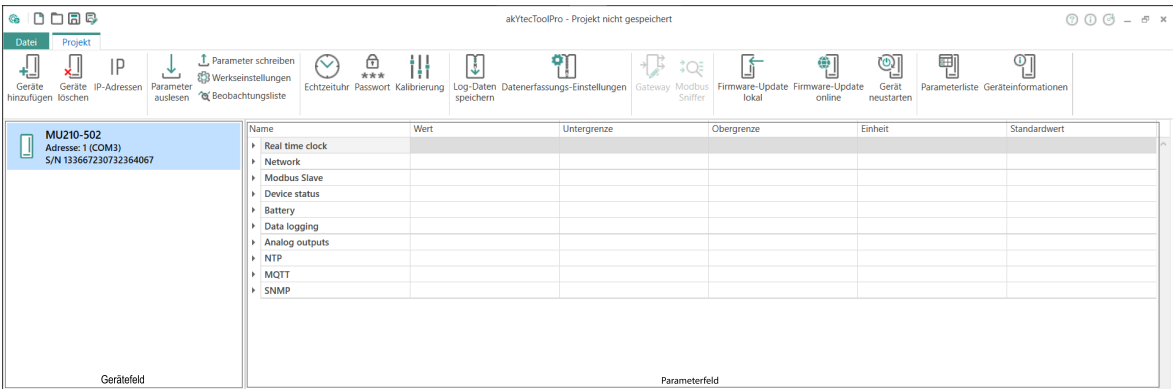 akYtecToolPro - Projekt nicht gespeichert
Datei Projekt
Geräte hinzufügen
Geräte löschen
IP
IP-Adressen
Parameter auslesen
Parameter schreiben
Werkseinstellungen
Beobachtungsliste
Echtzeituhr
Passwort
Kalibrierung
Log-Daten speichern
Datenerfassungs-Einstellungen
Gateway
Modbus Sniffer
Firmware-Update lokal
Firmware-Update online
Gerät neustarten
Parameterliste
Geräteinformationen
MU210-502
Adresse: 1 (COM3)
S/N 133667230732364067
Gerätefeld
Name Wert Untergrenze Obergrenze Einheit Standardwert
Real time clock
Network
Modbus Slave
Device status
Battery
Data logging
Analog outputs
NTP
MQTT
SNMP
Parameterfeld